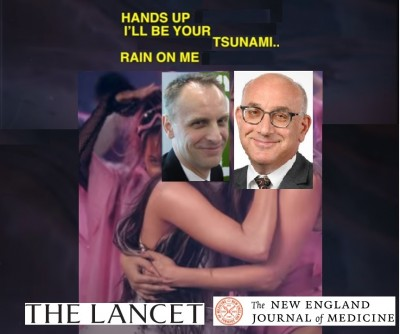 HANDS UP
I'LL BE YOUR
TSUNAMI..
RAIN ON ME
THE LANCET
The NEW ENGLAND
JOURNAL of MEDICINE